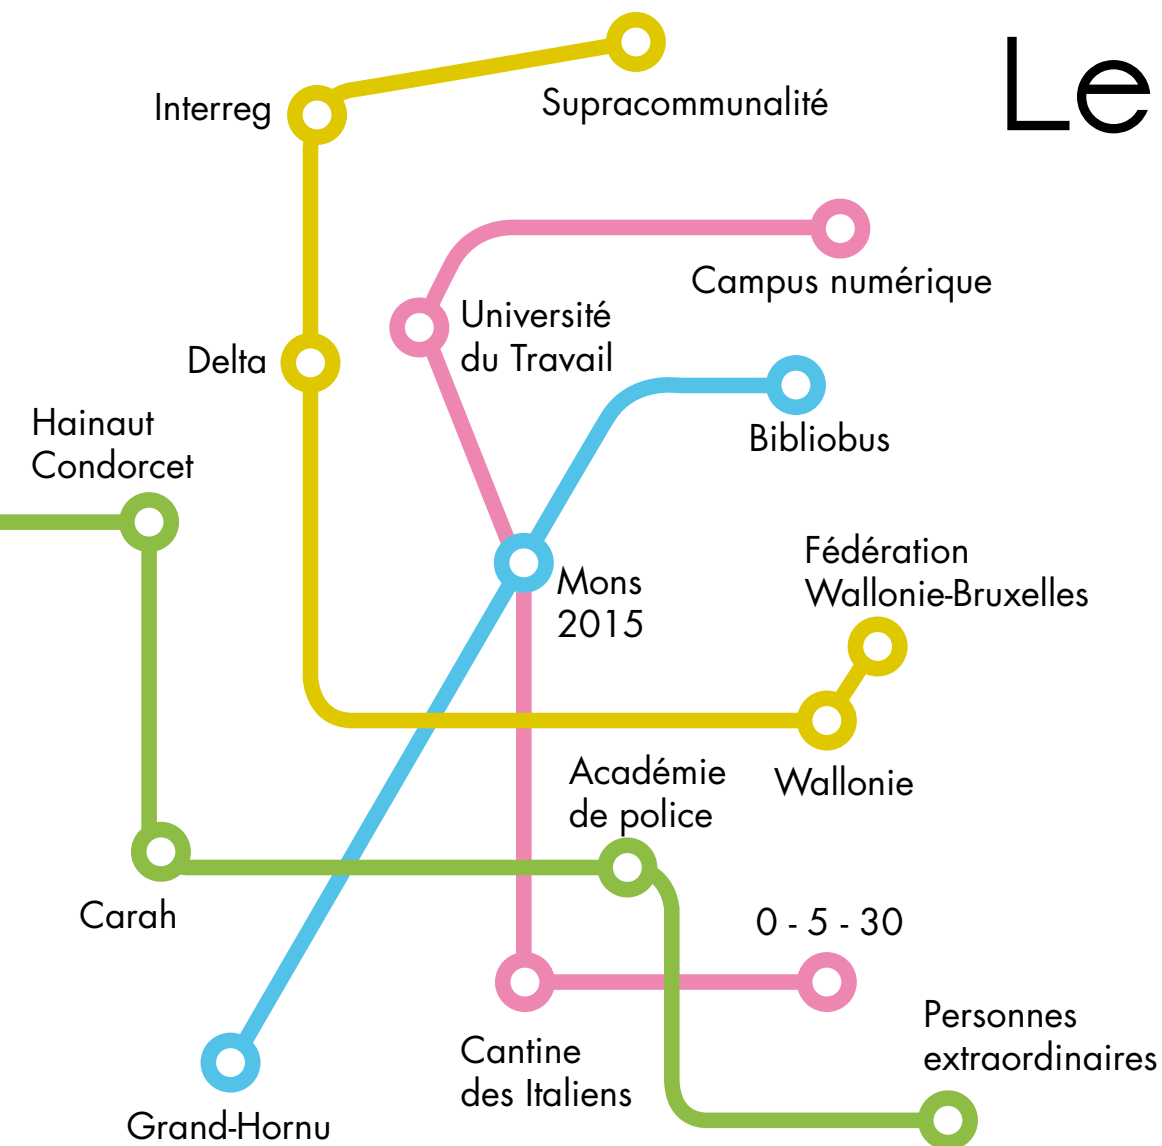 Le
Interreg
Supracommunalité
Campus numérique
Université
du Travail
Delta
Hainaut
Condorcet
Bibliobus
Fédération
Wallonie-Bruxelles
Mons
2015
Académie
de police
Wallonie
Carah
0 - 5 - 30
Personnes
extraordinaires
Cantine
des Italiens
Grand-Hornu